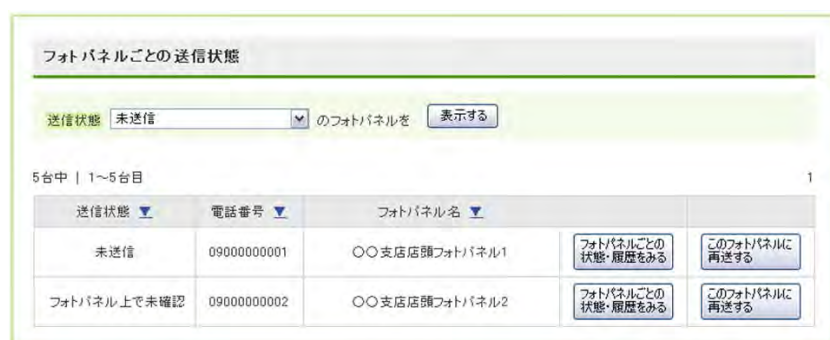 フォトパネルごとの送信状態
送信状態 未送信 のフォトパネルを 表示する
5台中 | 1~5台目 1
送信状態 電話番号 フォトパネル名
未送信 09000000001 〇〇支店店頭フォトパネル1 フォトパネルごとの状態・履歴をみる このフォトパネルに再送する
フォトパネル上で未確認 09000000002 〇〇支店店頭フォトパネル2 フォトパネルごとの状態・履歴をみる このフォトパネルに再送する